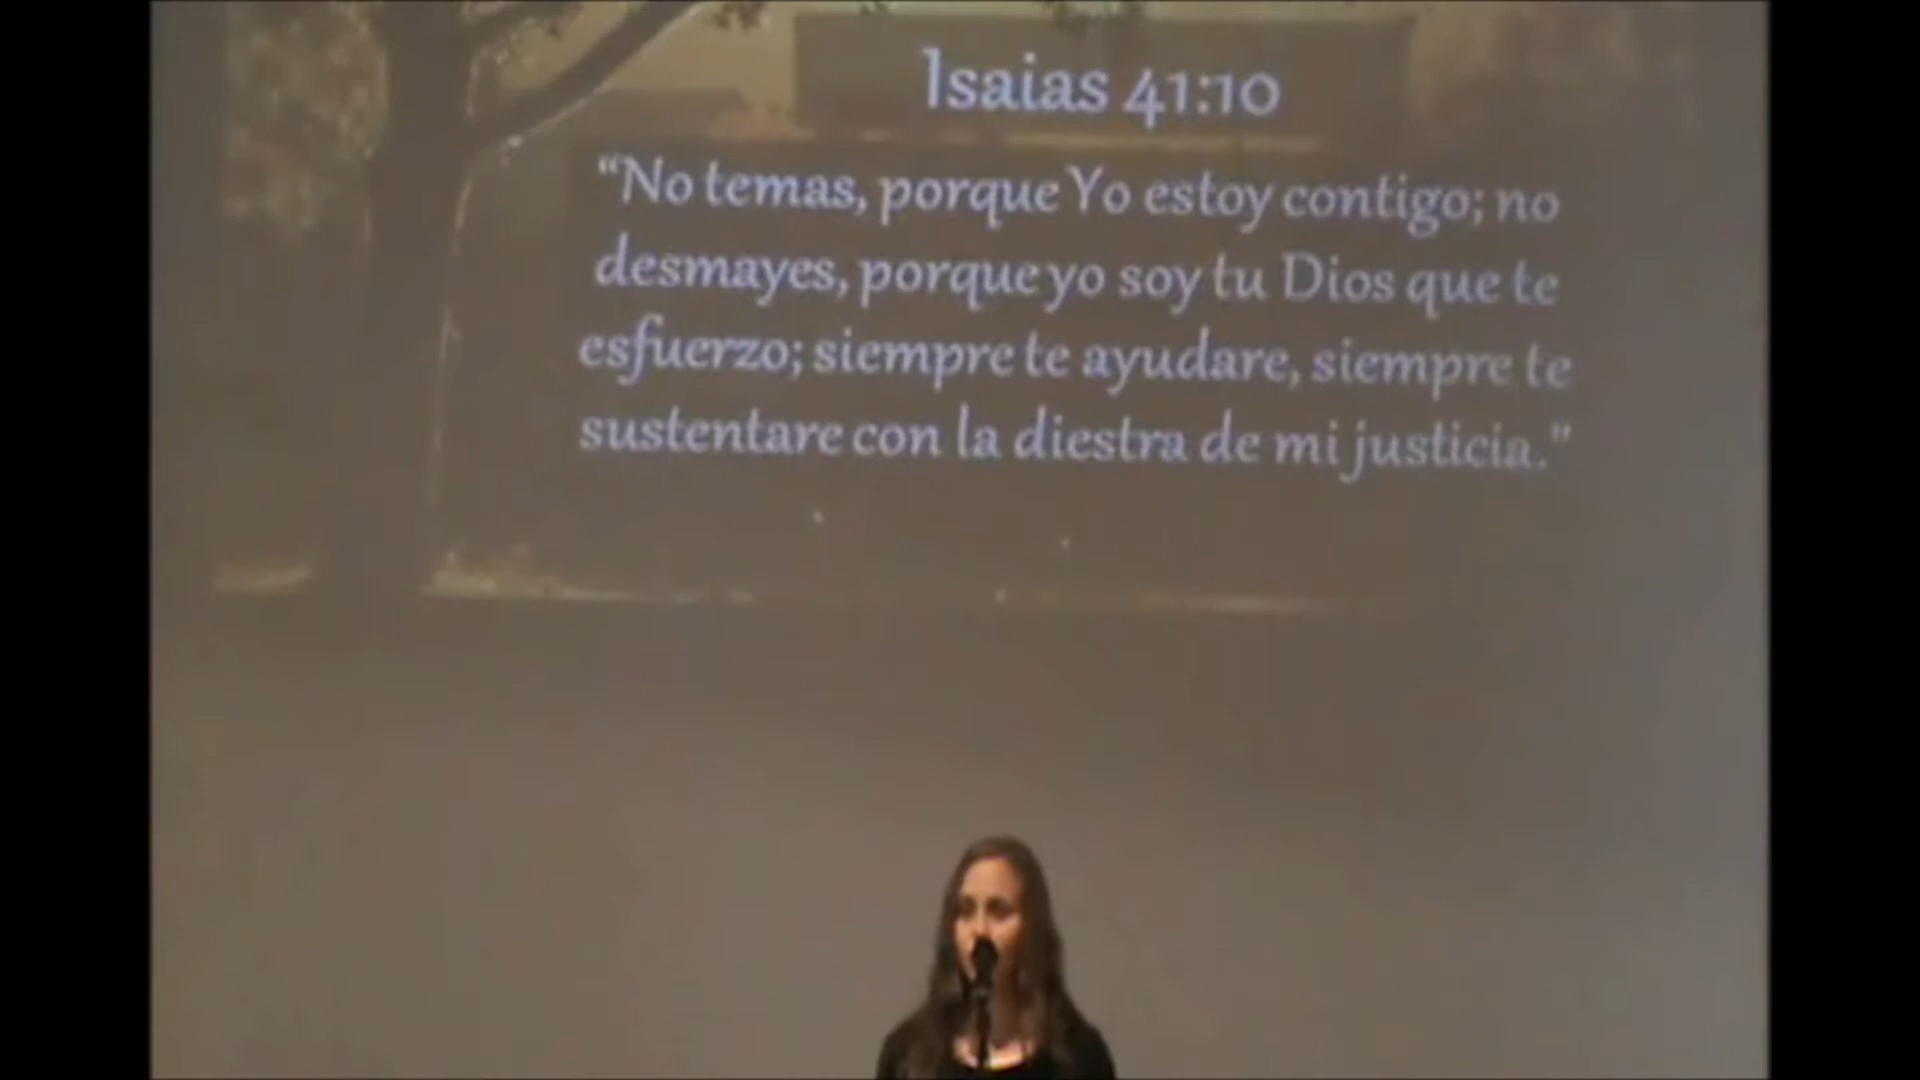 Isaias 41:10
“No temas, porque Yo estoy contigo; no
desmayes, porque yo soy tu Dios que te
esfuerzo; siempre te ayudare, siempre te
sustentare con la diestra de mi justicia.”